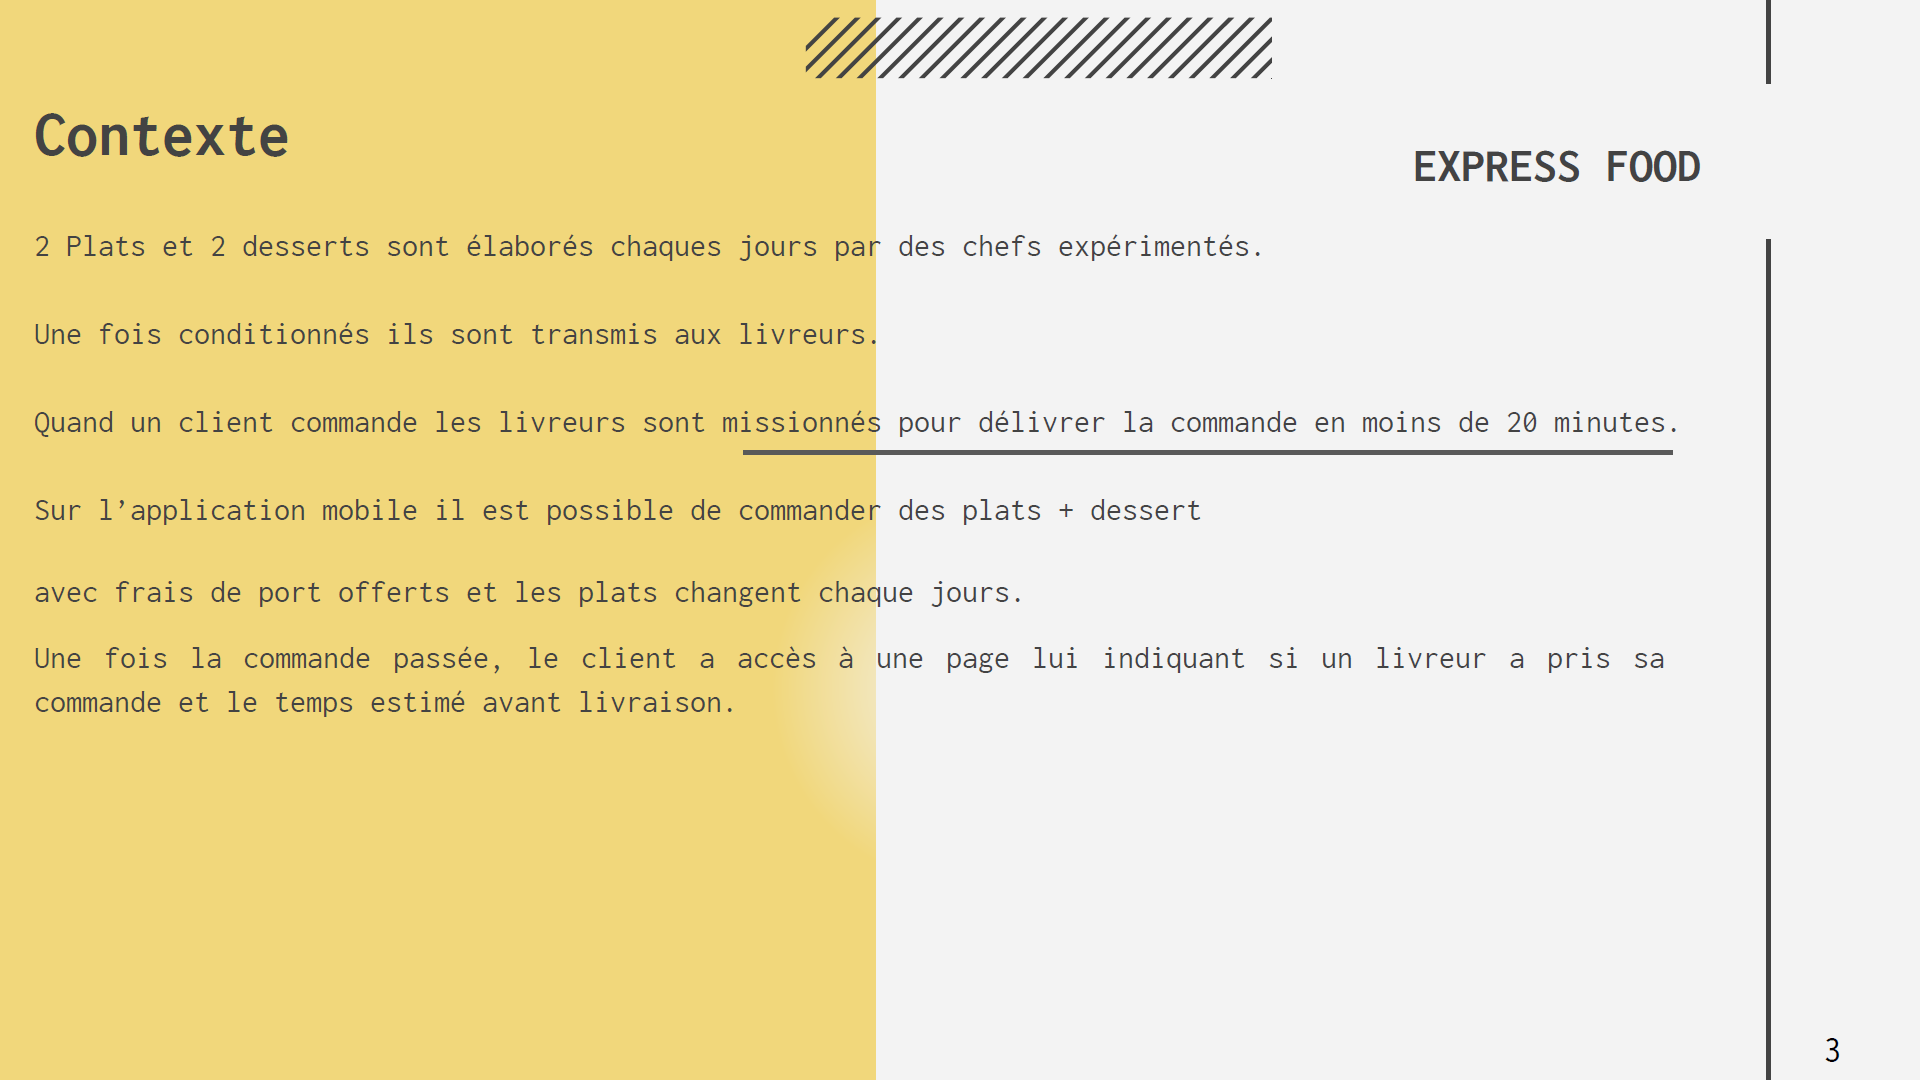 Contexte
EXPRESS FOOD
2 Plats et 2 desserts sont élaborés chaques jours par des chefs expérimentés.
Une fois conditionnés ils sont transmis aux livreurs.
Quand un client commande les livreurs sont missionnés pour délivrer la commande en moins de 20 minutes.
Sur l’application mobile il est possible de commander des plats + dessert
avec frais de port offerts et les plats changent chaque jours.
Une fois la commande passée, le client a accès à une page lui indiquant si un livreur a pris sa
commande et le temps estimé avant livraison.
3